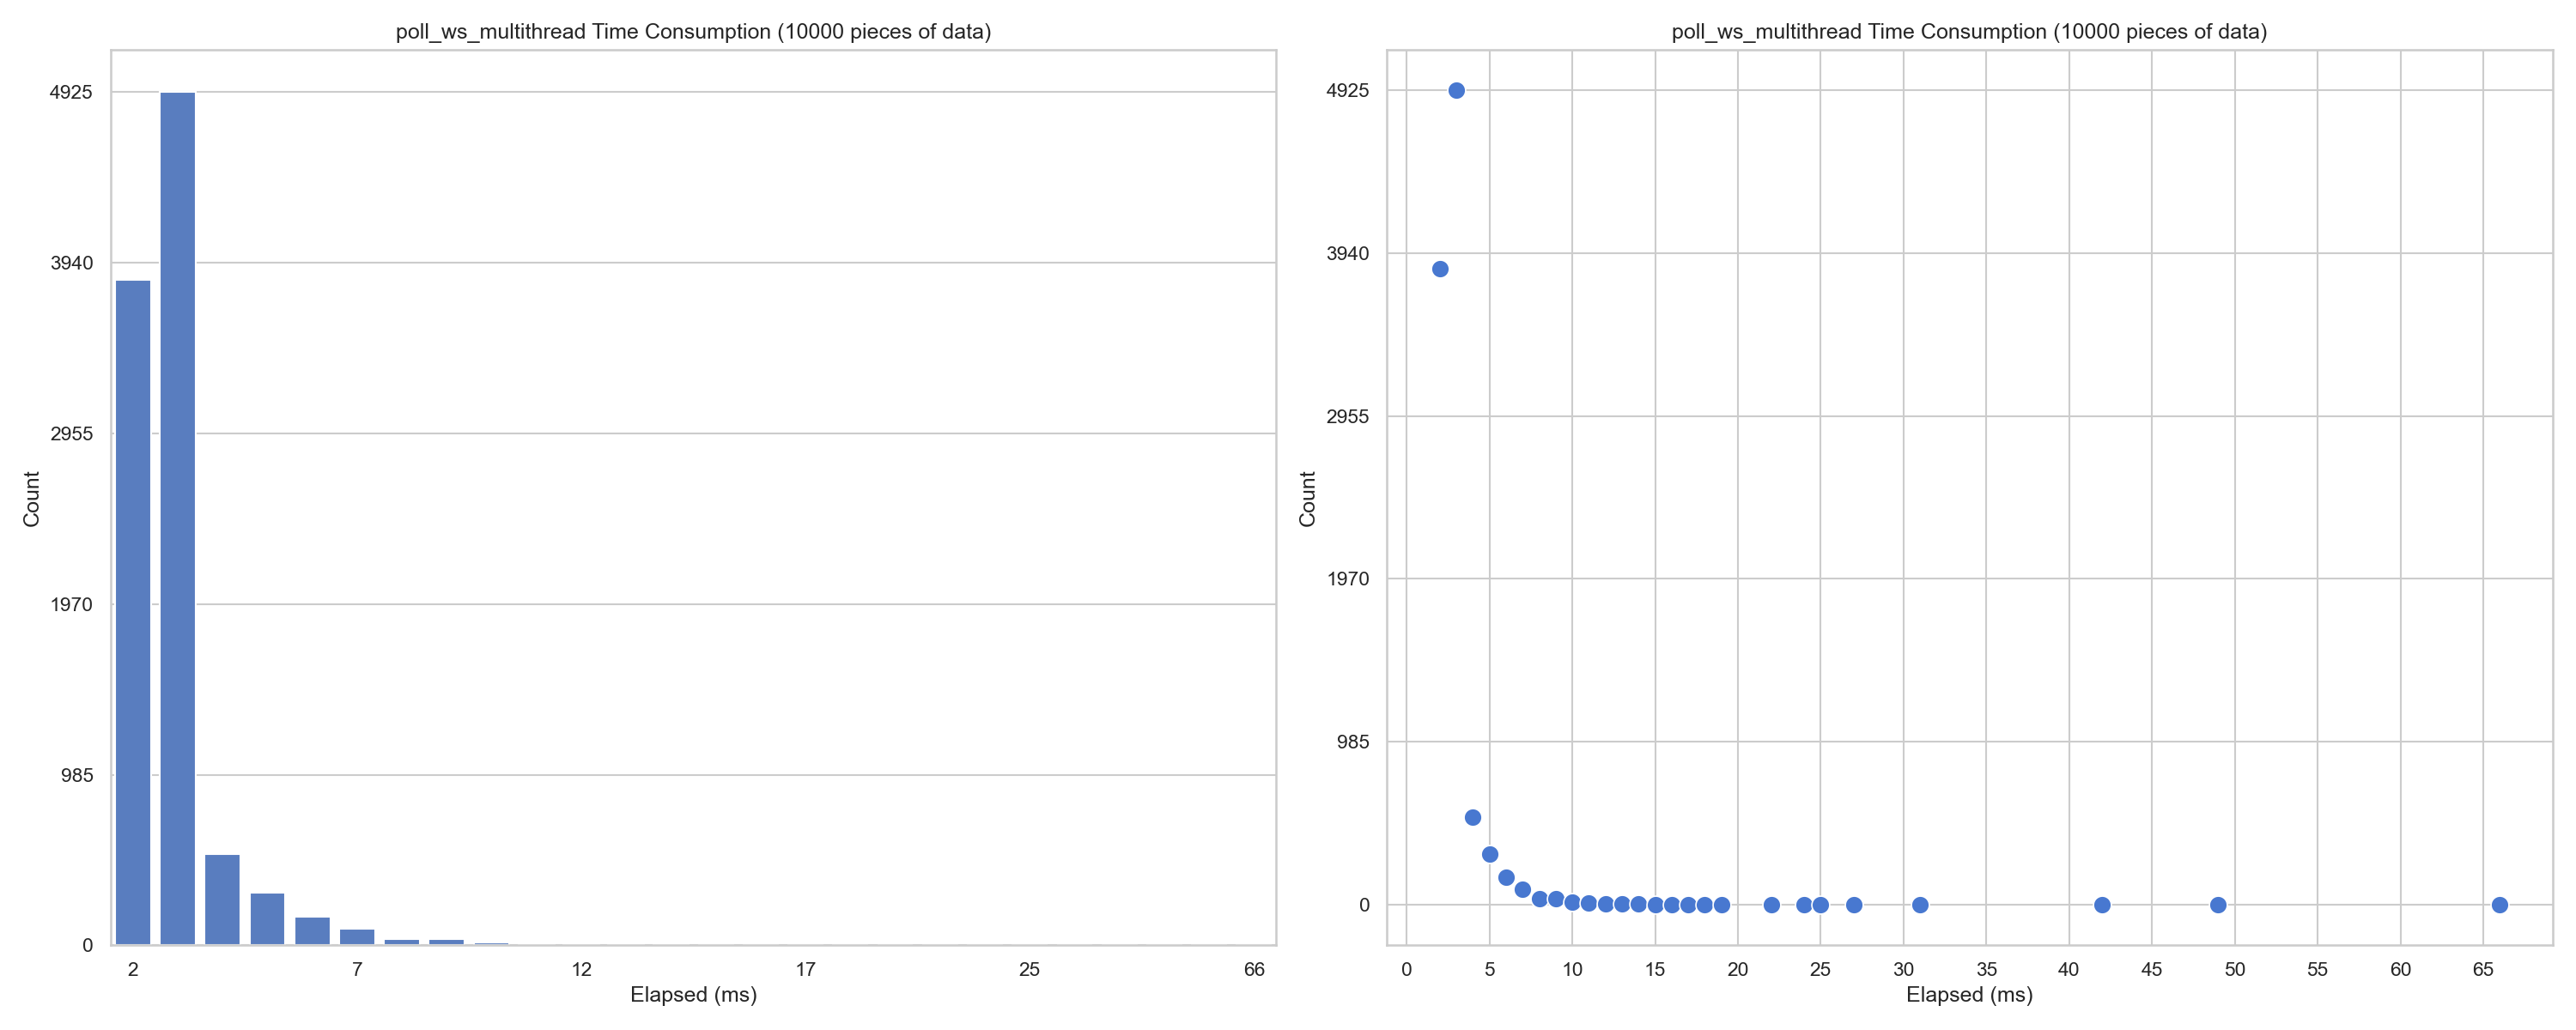 poll_ws_multithread Time Consumption (10000 pieces of data)
4925
3940
2955
1970
985
0
Count
2 7 12 17 25 66
Elapsed (ms)
poll_ws_multithread Time Consumption (10000 pieces of data)
4925
3940
2955
1970
985
0
Count
0 5 10 15 20 25 30 35 40 45 50 55 60 65
Elapsed (ms)